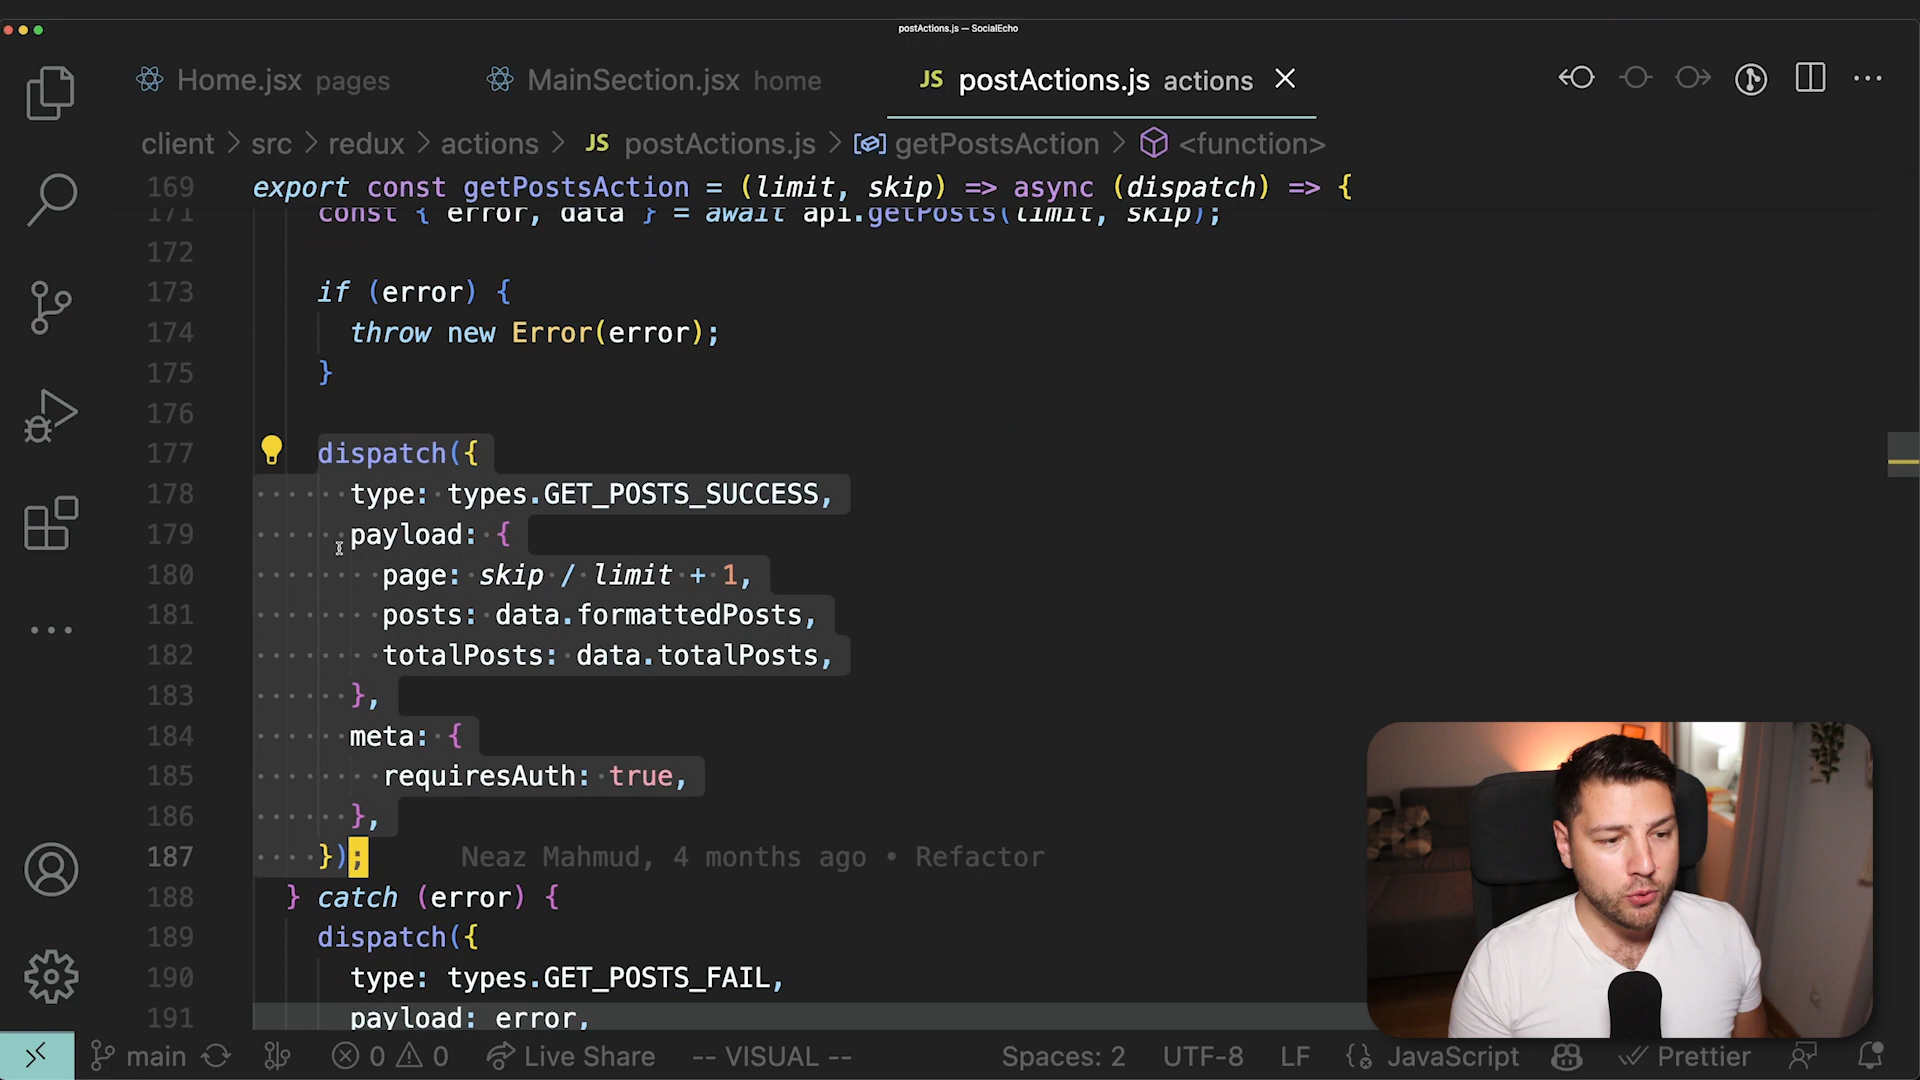 postActions.js — SocialEcho
Home.jsx pages
MainSection.jsx home
JS postActions.js actions
client > src > redux > actions > JS postActions.js > getPostsAction > <function>
169 export const getPostsAction = (limit, skip) => async (dispatch) => {
171 const { error, data } = await api.getPosts(limit, skip);
172
173 if (error) {
174 throw new Error(error);
175 }
176
177 dispatch({
178 type: types.GET_POSTS_SUCCESS,
179 payload: {
180 page: skip / limit + 1,
181 posts: data.formattedPosts,
182 totalPosts: data.totalPosts,
183 },
184 meta: {
185 requiresAuth: true,
186 },
187 }); Neaz Mahmud, 4 months ago • Refactor
188 } catch (error) {
189 dispatch({
190 type: types.GET_POSTS_FAIL,
191 payload: error,
main 0 0 Live Share -- VISUAL -- Spaces: 2 UTF-8 LF JavaScript Prettier